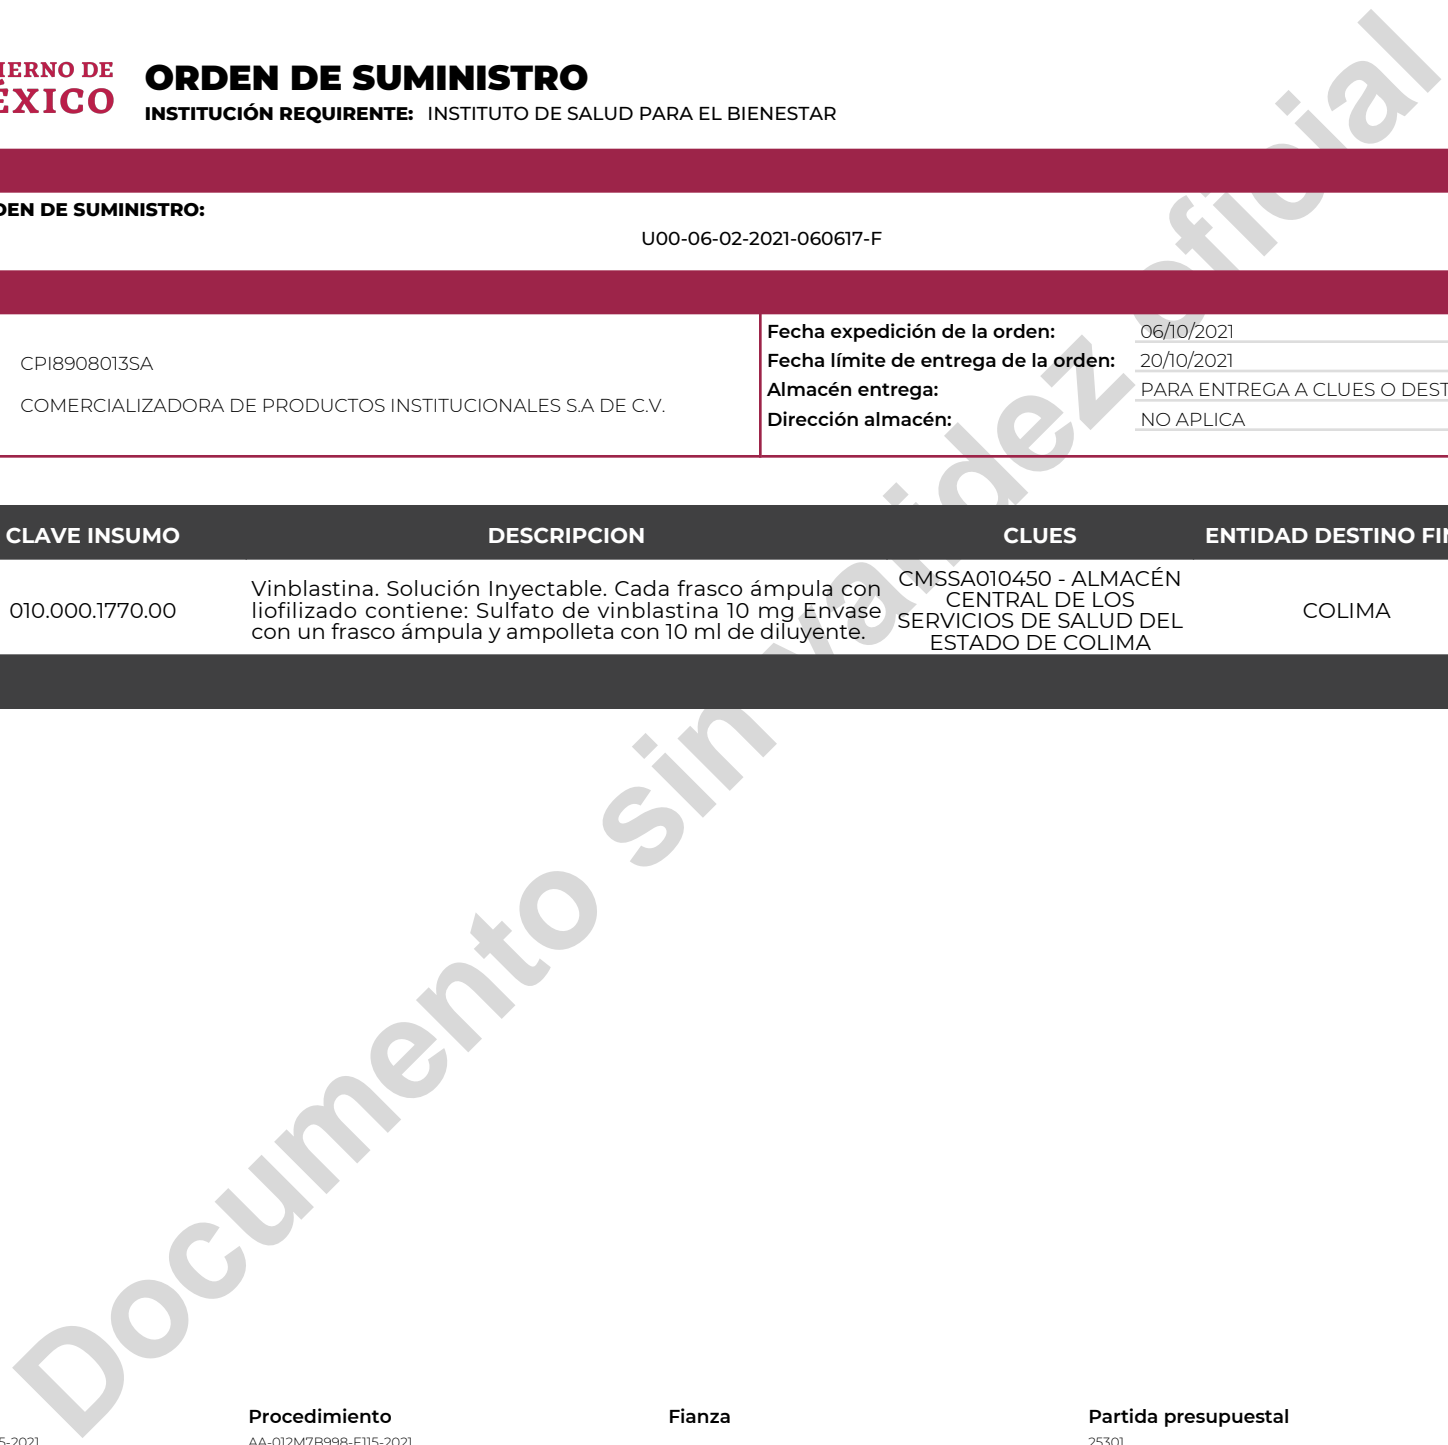 IERNO DE
ÉXICO
ORDEN DE SUMINISTRO
INSTITUCIÓN REQUIRENTE: INSTITUTO DE SALUD PARA EL BIENESTAR
DEN DE SUMINISTRO:
U00-06-02-2021-060617-F
CPI8908013SA
COMERCIALIZADORA DE PRODUCTOS INSTITUCIONALES S.A DE C.V.
Fecha expedición de la orden: 06/10/2021
Fecha límite de entrega de la orden: 20/10/2021
Almacén entrega: PARA ENTREGA A CLUES O DEST
Dirección almacén: NO APLICA
CLAVE INSUMO DESCRIPCION CLUES ENTIDAD DESTINO FIN
010.000.1770.00
Vinblastina. Solución Inyectable. Cada frasco ámpula con
liofilizado contiene: Sulfato de vinblastina 10 mg Envase
con un frasco ámpula y ampolleta con 10 ml de diluyente.
CMSSA010450 - ALMACÉN
CENTRAL DE LOS
SERVICIOS DE SALUD DEL
ESTADO DE COLIMA
COLIMA
Documento sin validez oficial
Procedimiento Fianza Partida presupuestal
5-2021 AA-012M7B998-E115-2021 25301